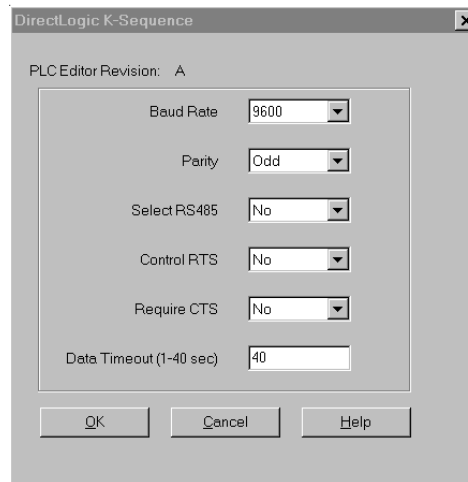 DirectLogic K-Sequence
PLC Editor Revision: A
Baud Rate 9600
Parity Odd
Select RS485 No
Control RTS No
Require CTS No
Data Timeout (1-40 sec) 40
OK Cancel Help